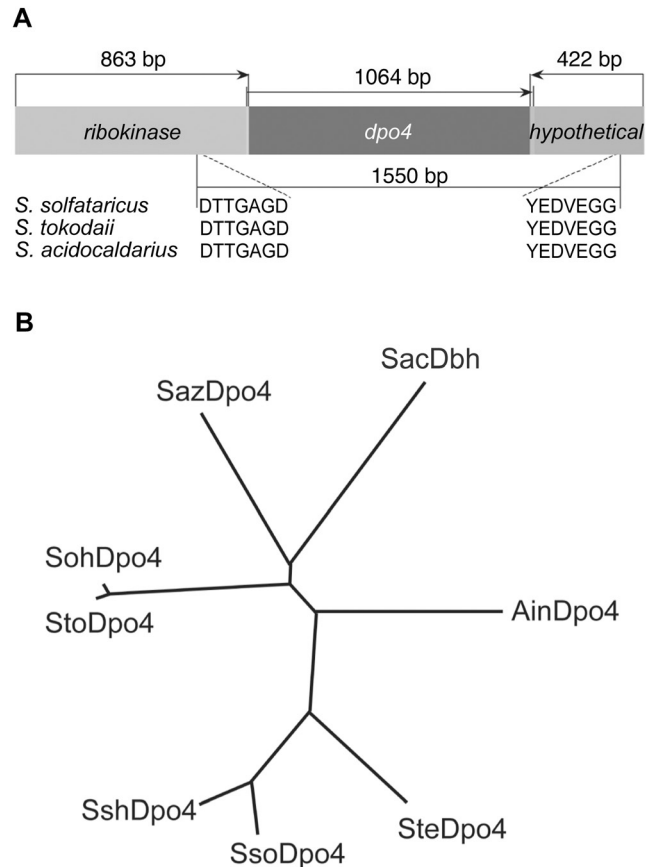 A
863 bp
1064 bp
422 bp
ribokinase
dpo4
hypothetical
1550 bp
S. solfataricus DTTGAGD YEDVEGG
S. tokodaii DTTGAGD YEDVEGG
S. acidocaldarius DTTGAGD YEDVEGG
B
SacDbh
SazDpo4
SohDpo4
StoDpo4
AinDpo4
SshDpo4
SsoDpo4
SteDpo4